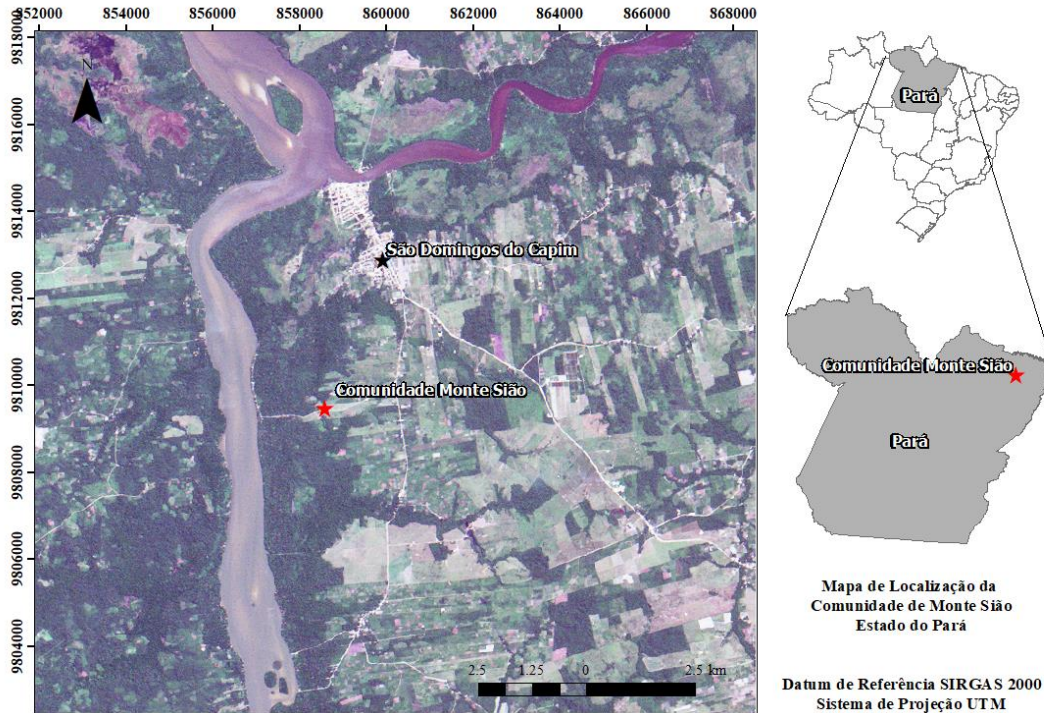 852000 854000 856000 858000 860000 862000 864000 866000 868000
9818000
9816000
9814000
9812000
9810000
9808000
9806000
9804000
N
São Domingos do Capim
Comunidade Monte Sião
2.5 1.25 0 2.5 km
Pará
Comunidade Monte Sião
Pará
Mapa de Localização da
Comunidade de Monte Sião
Estado do Pará
Datum de Referência SIRGAS 2000
Sistema de Projeção UTM